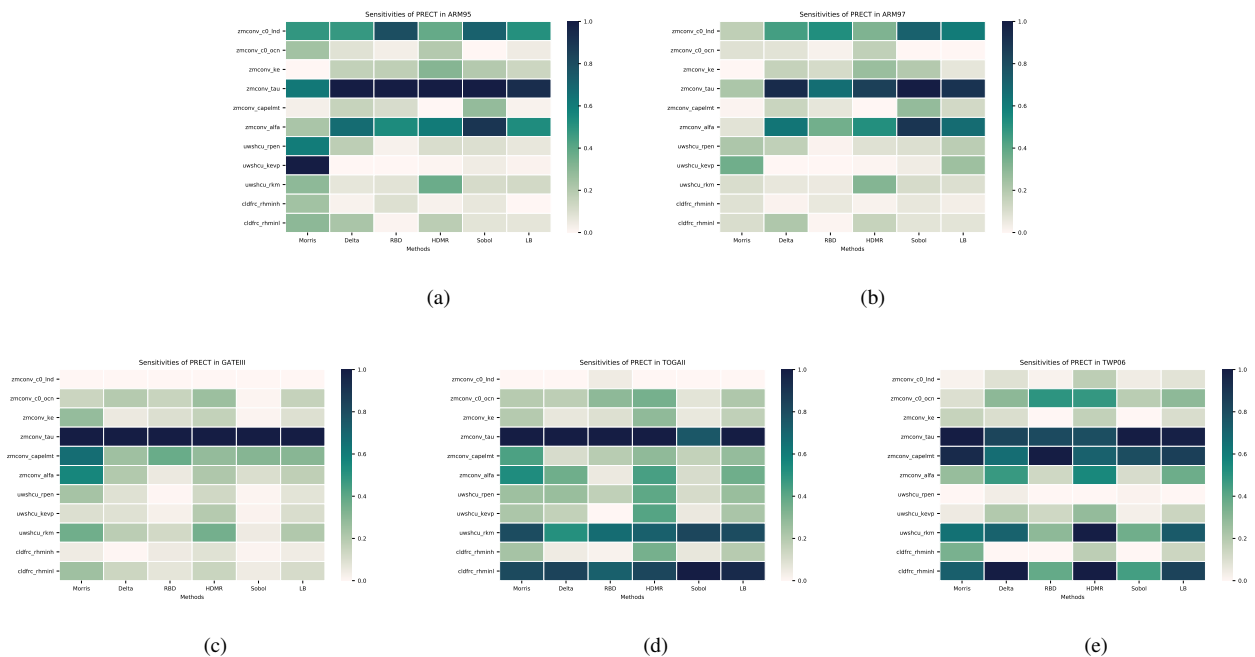 Sensitivities of PRECT in ARM95
zmconv_c0_lnd
zmconv_c0_ocn
zmconv_ke
zmconv_tau
zmconv_capelmt
zmconv_alfa
uwshcu_rpen
uwshcu_kevp
uwshcu_rkm
cldfrc_rhminh
cldfrc_rhminl
Morris Delta RBD HDMR Sobol LB
Methods
1.0
0.8
0.6
0.4
0.2
0.0
(a)
Sensitivities of PRECT in ARM97
zmconv_c0_lnd
zmconv_c0_ocn
zmconv_ke
zmconv_tau
zmconv_capelmt
zmconv_alfa
uwshcu_rpen
uwshcu_kevp
uwshcu_rkm
cldfrc_rhminh
cldfrc_rhminl
Morris Delta RBD HDMR Sobol LB
Methods
1.0
0.8
0.6
0.4
0.2
0.0
(b)
Sensitivities of PRECT in GATEIII
zmconv_c0_lnd
zmconv_c0_ocn
zmconv_ke
zmconv_tau
zmconv_capelmt
zmconv_alfa
uwshcu_rpen
uwshcu_kevp
uwshcu_rkm
cldfrc_rhminh
cldfrc_rhminl
Morris Delta RBD HDMR Sobol LB
Methods
1.0
0.8
0.6
0.4
0.2
0.0
(c)
Sensitivities of PRECT in TOGAII
zmconv_c0_lnd
zmconv_c0_ocn
zmconv_ke
zmconv_tau
zmconv_capelmt
zmconv_alfa
uwshcu_rpen
uwshcu_kevp
uwshcu_rkm
cldfrc_rhminh
cldfrc_rhminl
Morris Delta RBD HDMR Sobol LB
Methods
1.0
0.8
0.6
0.4
0.2
0.0
(d)
Sensitivities of PRECT in TWP06
zmconv_c0_lnd
zmconv_c0_ocn
zmconv_ke
zmconv_tau
zmconv_capelmt
zmconv_alfa
uwshcu_rpen
uwshcu_kevp
uwshcu_rkm
cldfrc_rhminh
cldfrc_rhminl
Morris Delta RBD HDMR Sobol LB
Methods
1.0
0.8
0.6
0.4
0.2
0.0
(e)